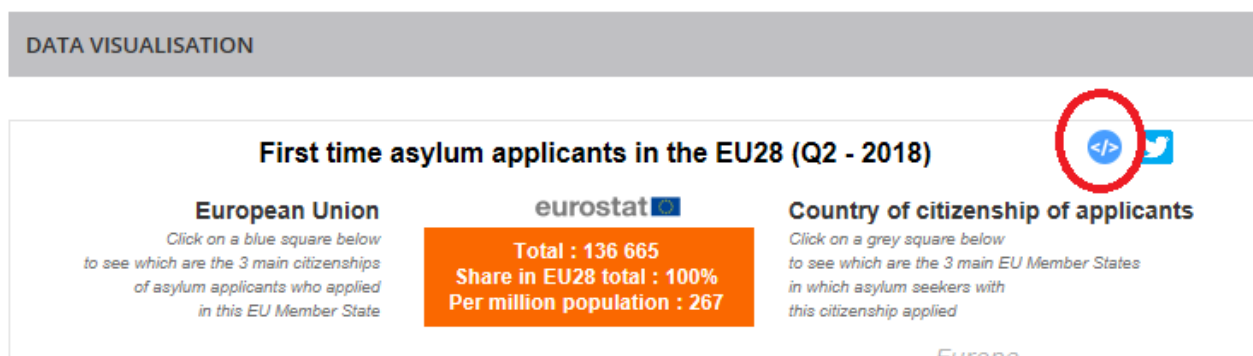 DATA VISUALISATION
First time asylum applicants in the EU28 (Q2 - 2018)
</>
European Union
Click on a blue square below
to see which are the 3 main citizenships
of asylum applicants who applied
in this EU Member State
eurostat
Total : 136 665
Share in EU28 total : 100%
Per million population : 267
Country of citizenship of applicants
Click on a grey square below
to see which are the 3 main EU Member States
in which asylum seekers with
this citizenship applied
Europe